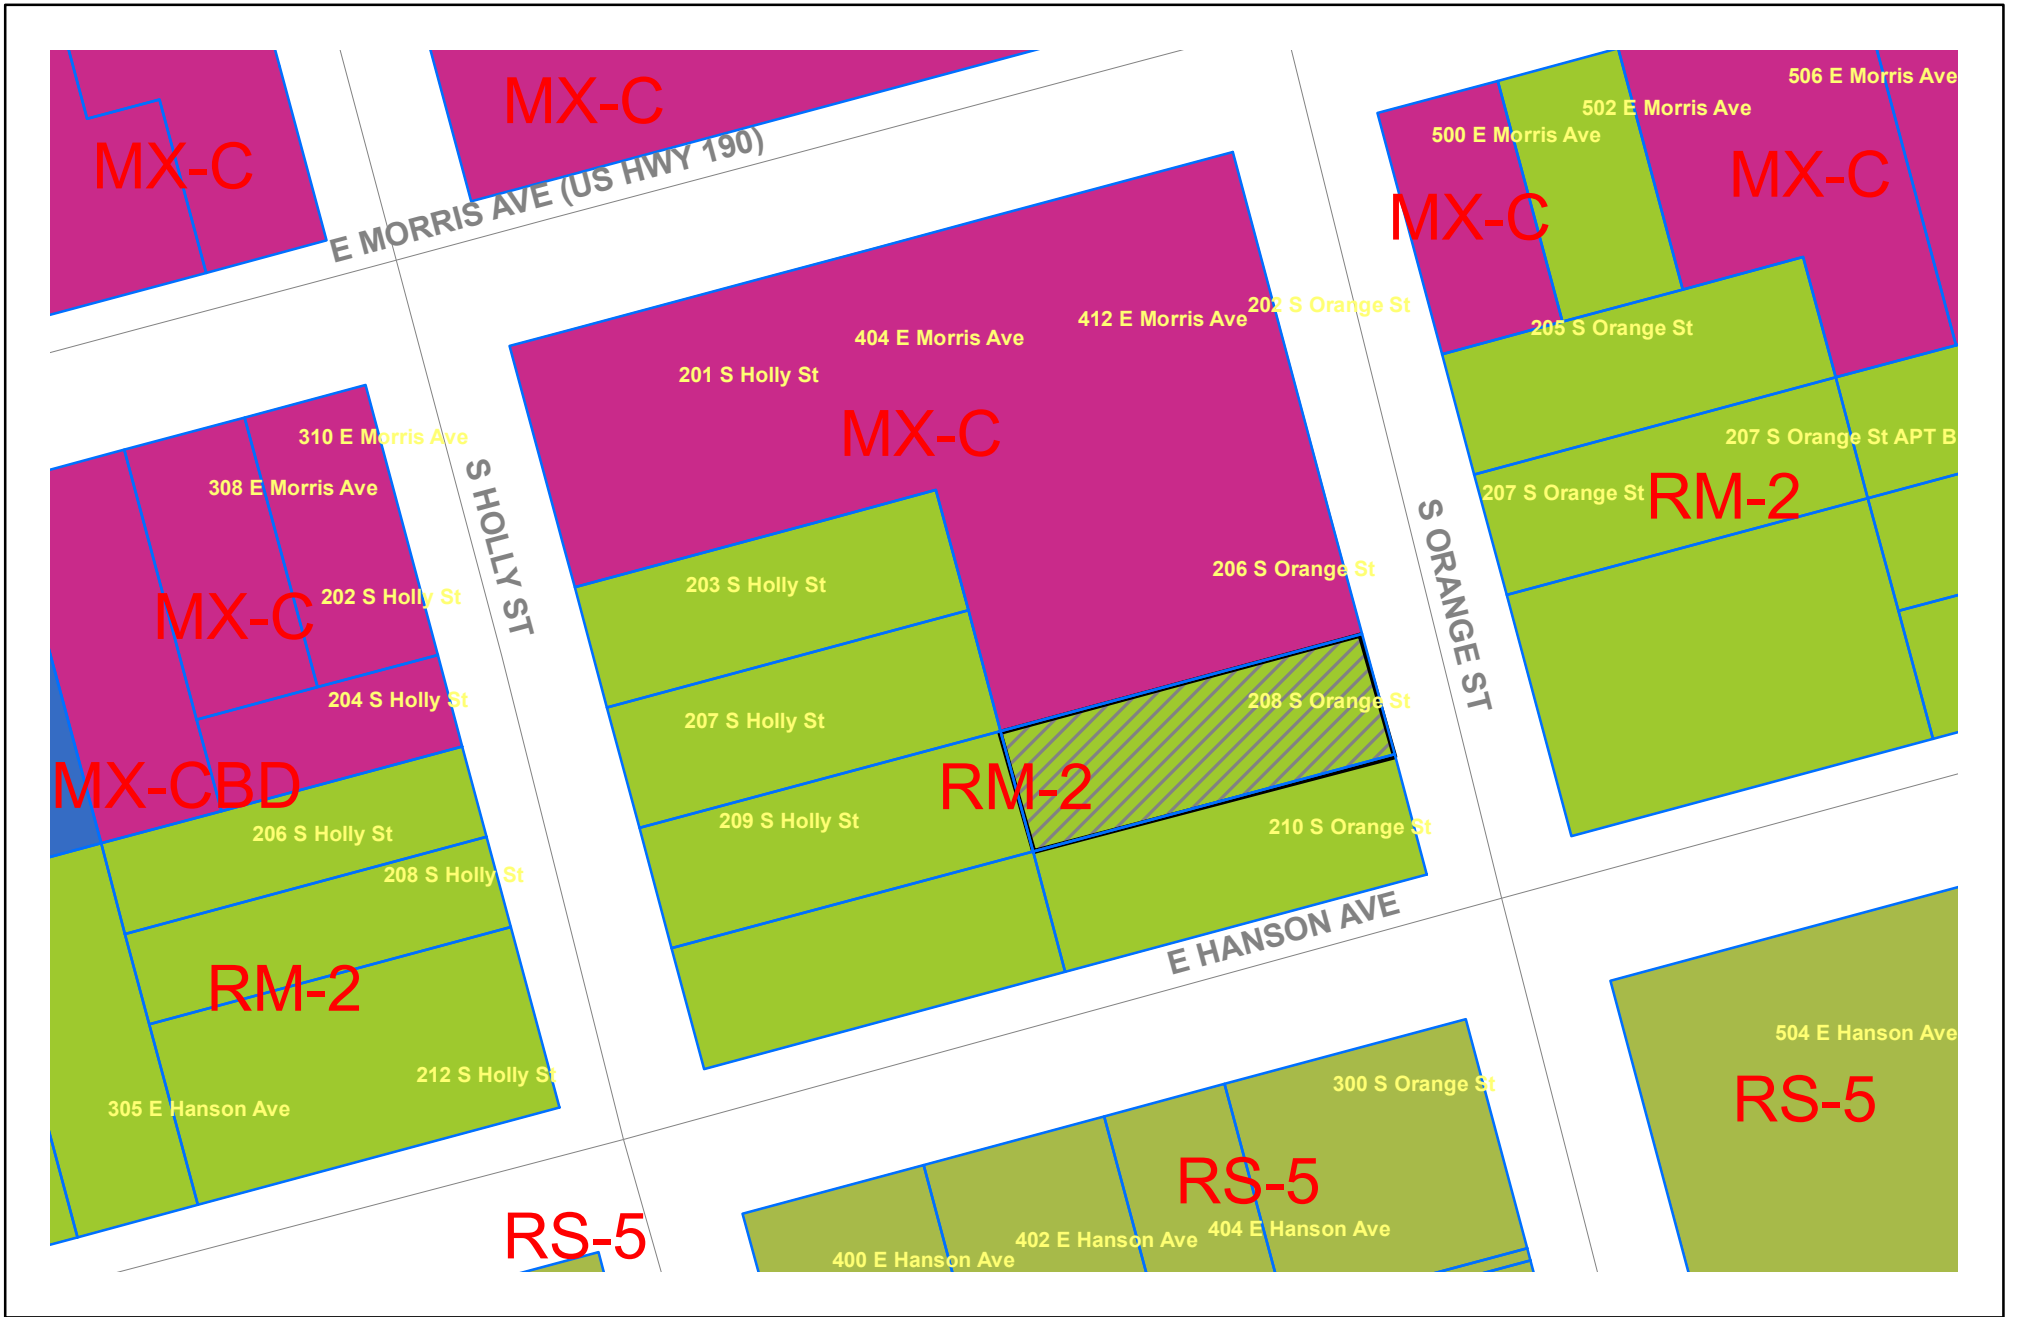 506 E Morris Ave
MX-C
502 E Morris Ave
500 E Morris Ave
MX-C
MX-C
E MORRIS AVE (US HWY 190)
MX-C
202 S Orange St
412 E Morris Ave
404 E Morris Ave
205 S Orange St
201 S Holly St
MX-C
310 E Morris Ave
207 S Orange St APT B
308 E Morris Ave
207 S Orange St
RM-2
S HOLLY ST
S ORANGE ST
206 S Orange St
203 S Holly St
202 S Holly St
MX-C
204 S Holly St
208 S Orange St
207 S Holly St
MX-CBD
RM-2
209 S Holly St
210 S Orange St
206 S Holly St
208 S Holly St
E HANSON AVE
RM-2
504 E Hanson Ave
212 S Holly St
300 S Orange St
305 E Hanson Ave
RS-5
RS-5
404 E Hanson Ave
RS-5
402 E Hanson Ave
400 E Hanson Ave